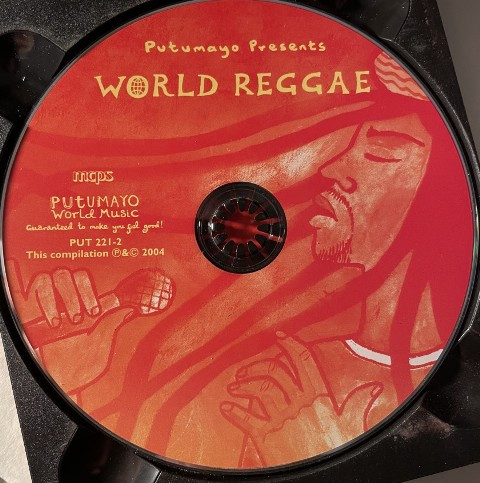 Putumayo Presents
WORLD REGGAE
mcps
PUTUMAYO
World Music
Guaranteed to make you feel good!
PUT 221-2
This compilation ℗&© 2004